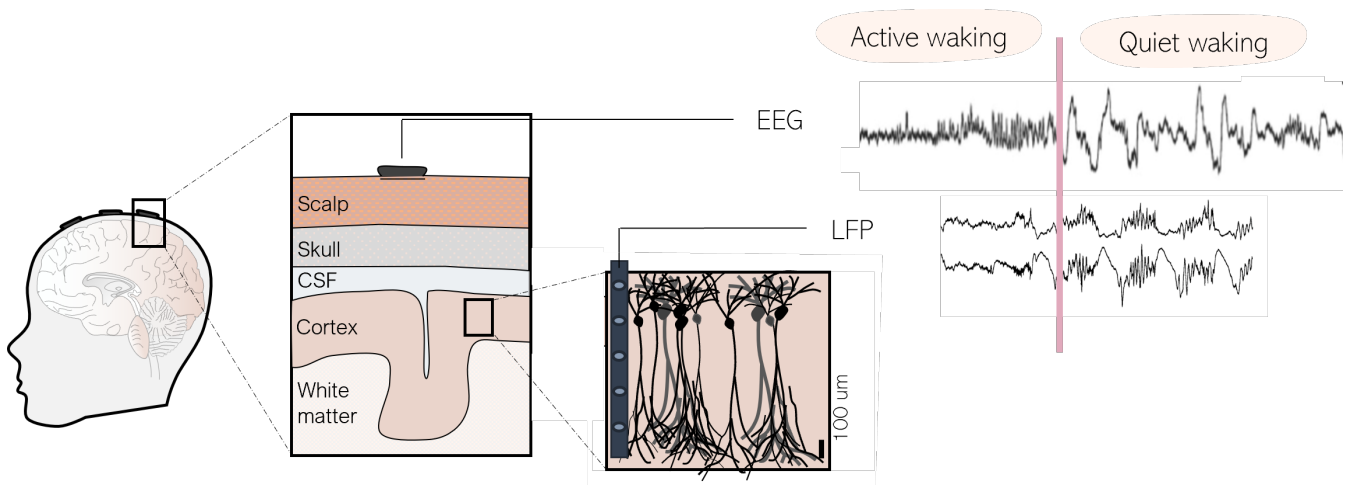 Active waking
Quiet waking
EEG
Scalp
Skull
CSF
Cortex
White
matter
LFP
100 um